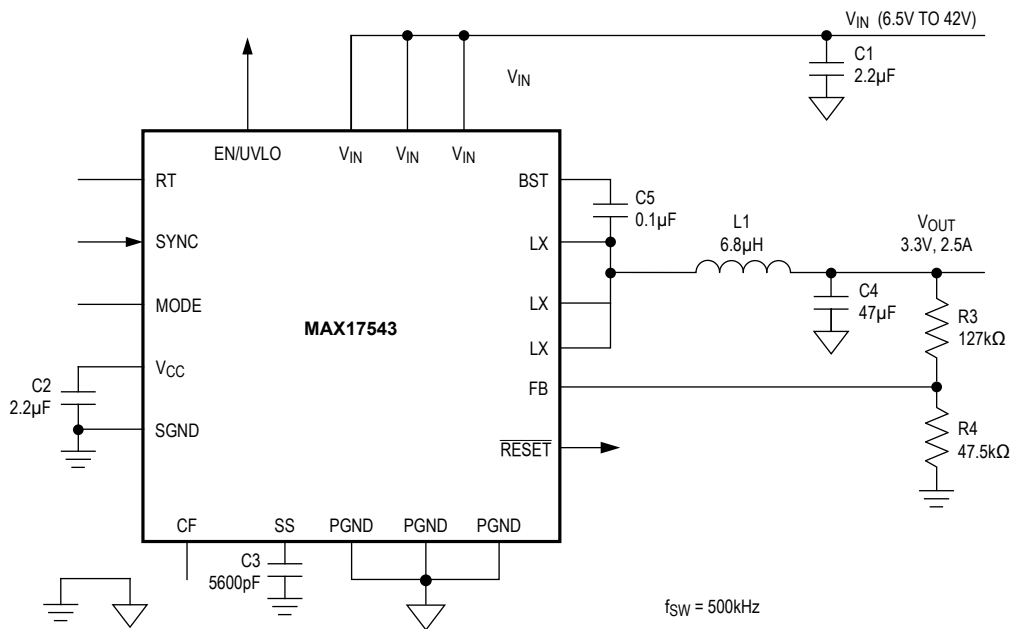 VIN (6.5V TO 42V)
C1
2.2µF
VIN
EN/UVLO
VIN
VIN
VIN
RT
BST
C5
0.1µF
SYNC
LX
L1
6.8µH
VOUT
3.3V, 2.5A
MODE
MAX17543
LX
C4
47µF
R3
127kΩ
LX
VCC
C2
2.2µF
FB
SGND
RESET
R4
47.5kΩ
CF
SS
PGND
PGND
PGND
C3
5600pF
fSW = 500kHz